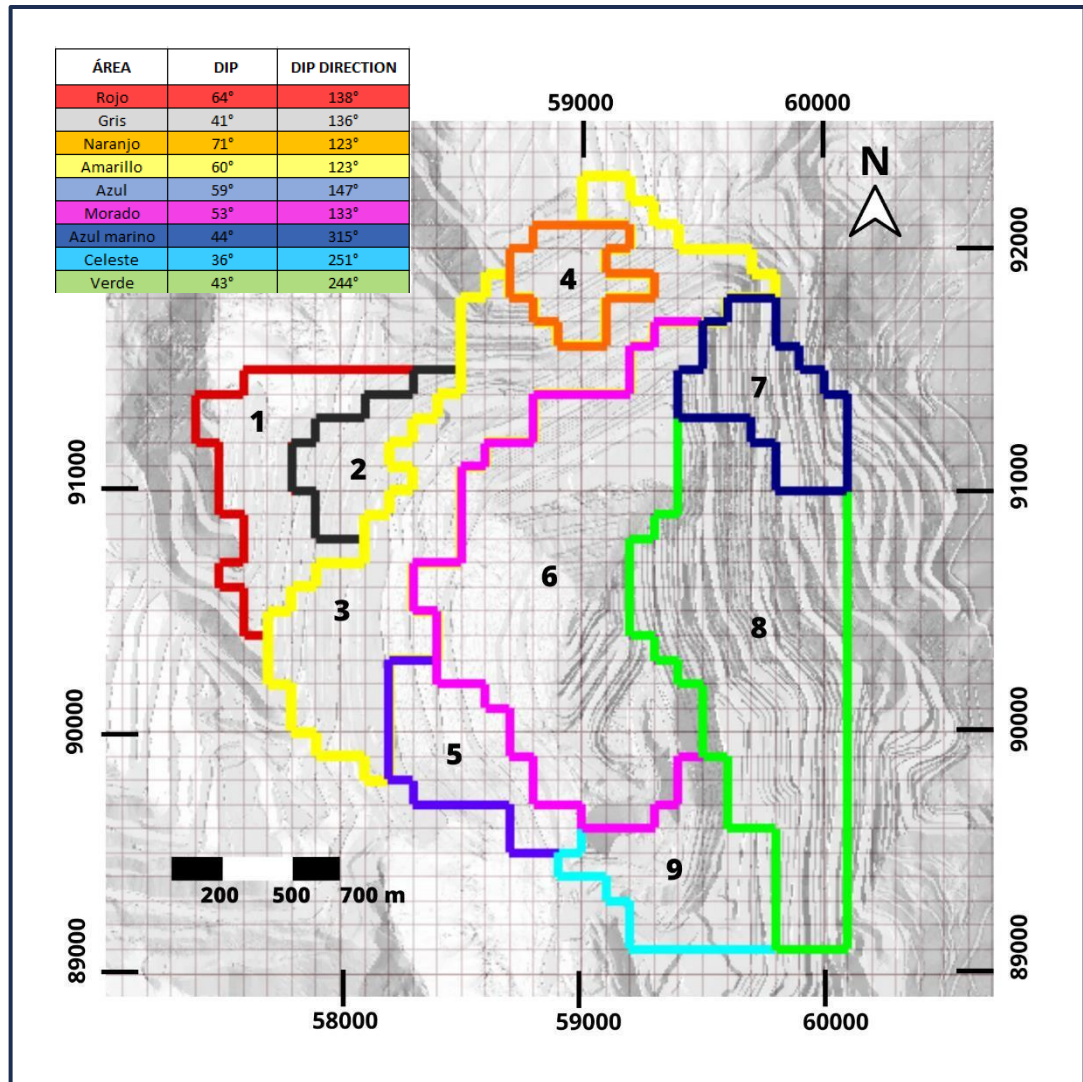 ÁREA DIP DIP DIRECTION
Rojo 64° 138°
Gris 41° 136°
Naranjo 71° 123°
Amarillo 60° 123°
Azul 59° 147°
Morado 53° 133°
Azul marino 44° 315°
Celeste 36° 251°
Verde 43° 244°
59000 60000
N
92000
4
7
1
91000 2 91000
6
3
8
90000 5 90000
9
200 500 700 m
89000 89000
58000 59000 60000